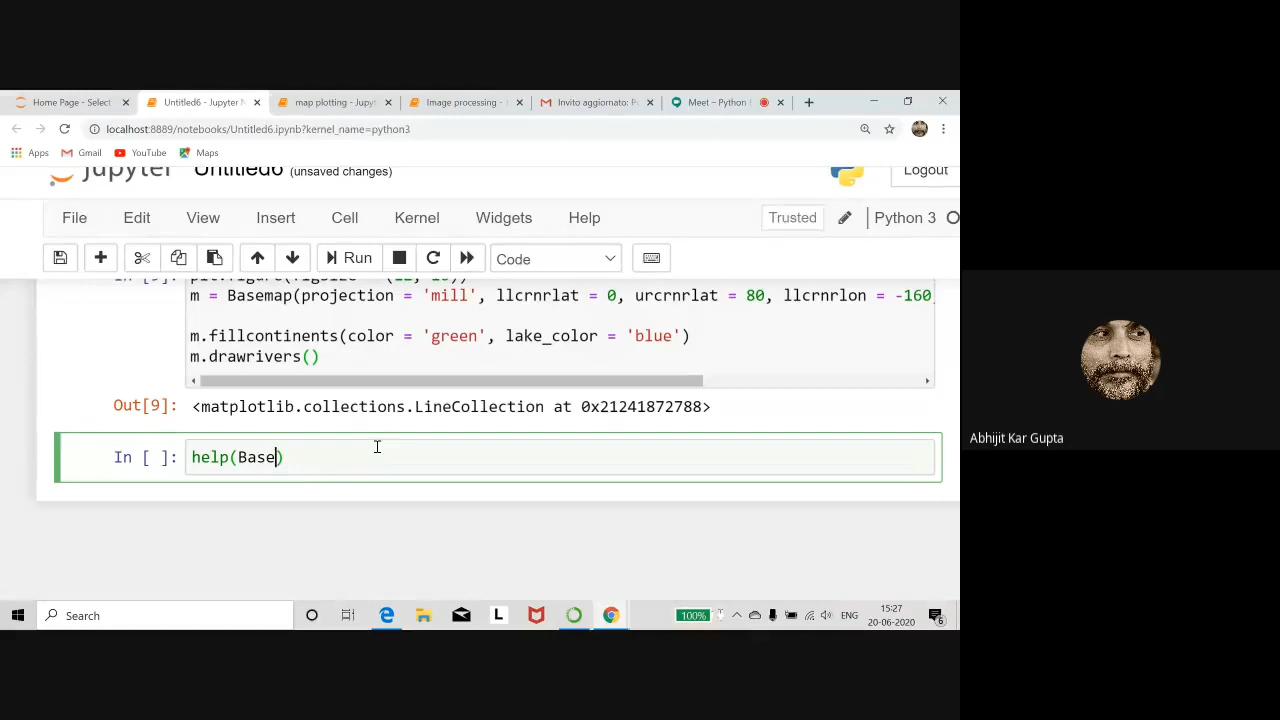 Home Page - Select
Untitled6 - Jupyter N
map plotting - Jupyt
Image processing -
Invito aggiornato: P
Meet – Python
localhost:8889/notebooks/Untitled6.ipynb?kernel_name=python3
Apps Gmail YouTube Maps
jupyter Untitled6 (unsaved changes) Logout
File Edit View Insert Cell Kernel Widgets Help Trusted Python 3
Run Code
In [9]:
m = Basemap(projection = 'mill', llcrnrlat = 0, urcrnrlat = 80, llcrnrlon = -160
m.fillcontinents(color = 'green', lake_color = 'blue')
m.drawrivers()
Out[9]: <matplotlib.collections.LineCollection at 0x21241872788>
In [ ]: help(Base)
Abhijit Kar Gupta
Search
L
100%
ENG
15:27
20-06-2020
6